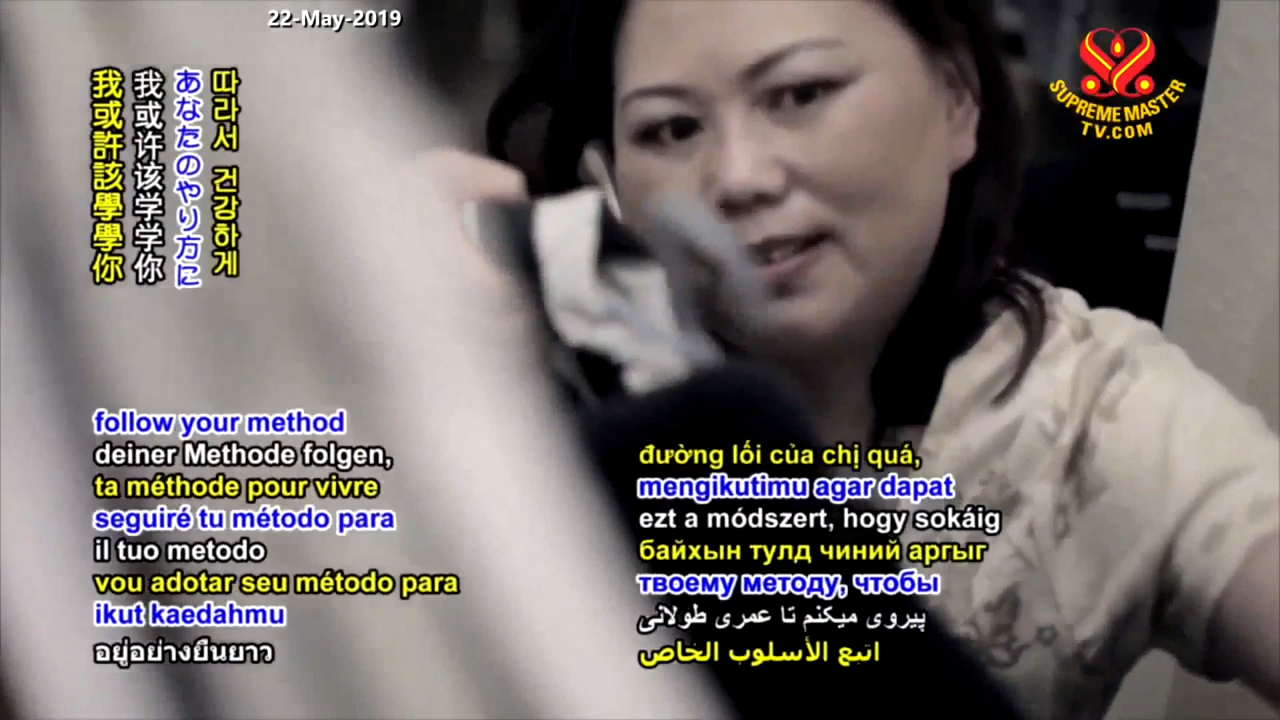 22-May-2019
SUPREME MASTER
TV.COM
我或許該學學你
我或许该学学你
あなたのやり方に
따라서 건강하게
follow your method
deiner Methode folgen,
ta méthode pour vivre
seguiré tu método para
il tuo metodo
vou adotar seu método para
ikut kaedahmu
อยู่อย่างยืนยาว
đường lối của chị quá,
mengikutimu agar dapat
ezt a módszert, hogy sokáig
байхын тулд чиний аргыг
твоему методу, чтобы
پیروی میکنم تا عمری طولانی
اتبع الأسلوب الخاص